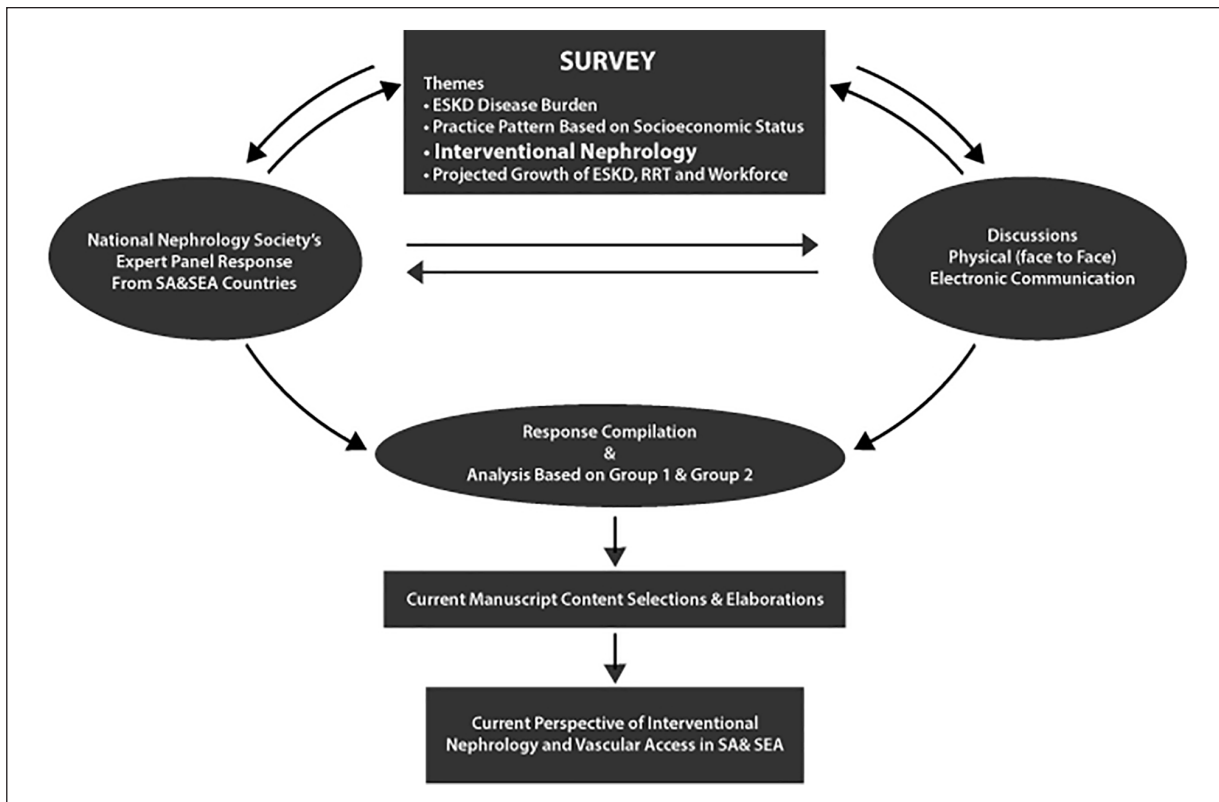 SURVEY
Themes
• ESKD Disease Burden
• Practice Pattern Based on Socioeconomic Status
• Interventional Nephrology
• Projected Growth of ESKD, RRT and Workforce
National Nephrology Society’s
Expert Panel Response
From SA&SEA Countries
Discussions
Physical (face to Face)
Electronic Communication
Response Compilation
&
Analysis Based on Group 1 & Group 2
Current Manuscript Content Selections & Elaborations
Current Perspective of Interventional
Nephrology and Vascular Access in SA& SEA